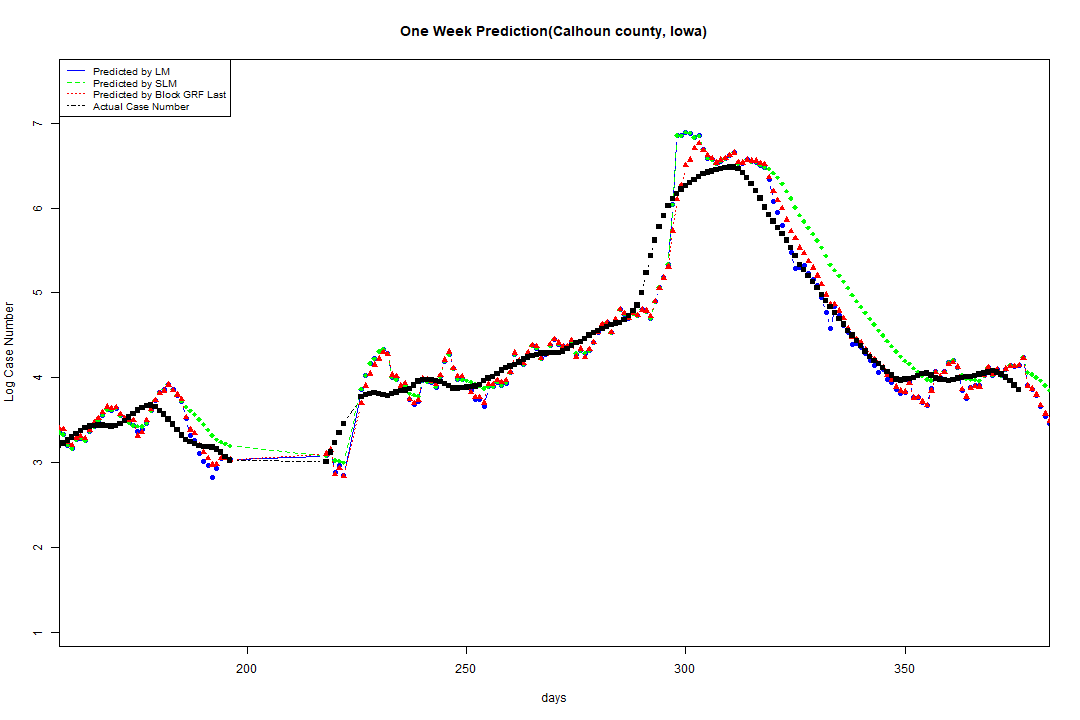 One Week Prediction(Calhoun county, Iowa)
Predicted by LM
Predicted by SLM
Predicted by Block GRF Last
Actual Case Number
7
6
5
4
3
2
1
Log Case Number
200
250
300
350
days